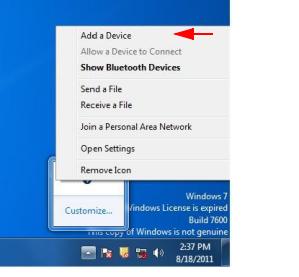 Add a Device
Allow a Device to Connect
Show Bluetooth Devices
Send a File
Receive a File
Join a Personal Area Network
Open Settings
Remove Icon
Customize...
Windows 7
Windows License is expired
Build 7600
This copy of Windows is not genuine
2:37 PM
8/18/2011